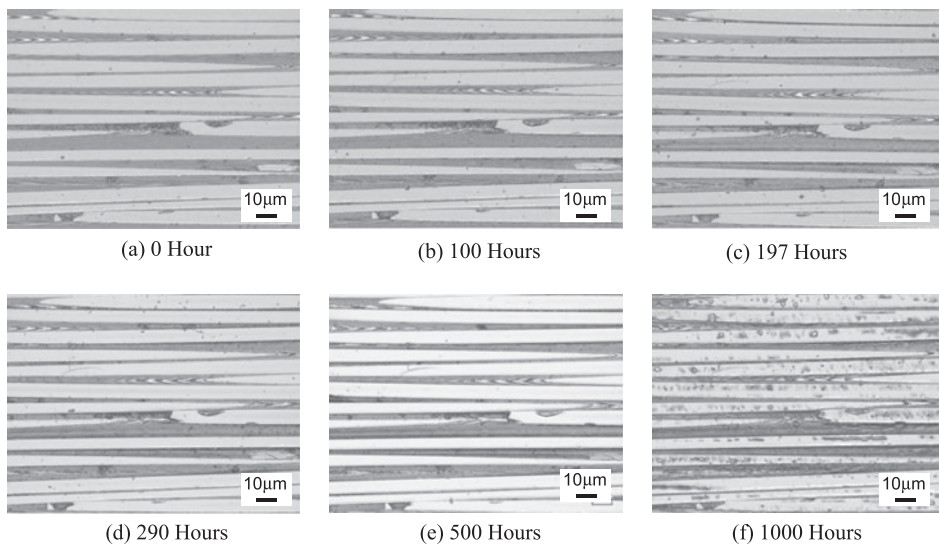 10μm
10μm
10μm
(a) 0 Hour
(b) 100 Hours
(c) 197 Hours
10μm
10μm
10μm
(d) 290 Hours
(e) 500 Hours
(f) 1000 Hours